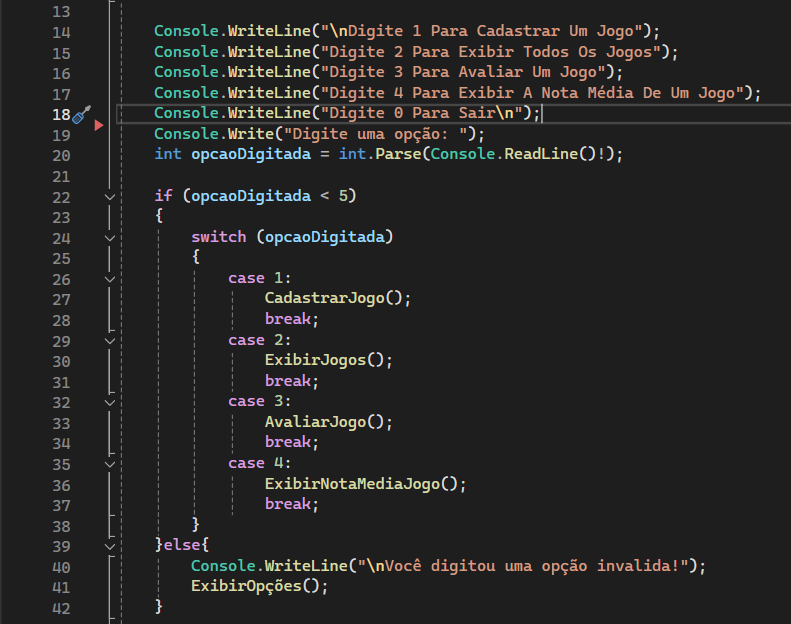 13
14 Console.WriteLine("\nDigite 1 Para Cadastrar Um Jogo");
15 Console.WriteLine("Digite 2 Para Exibir Todos Os Jogos");
16 Console.WriteLine("Digite 3 Para Avaliar Um Jogo");
17 Console.WriteLine("Digite 4 Para Exibir A Nota Média De Um Jogo");
18 Console.WriteLine("Digite 0 Para Sair\n");
19 Console.Write("Digite uma opção: ");
20 int opcaoDigitada = int.Parse(Console.ReadLine()!);
21
22 if (opcaoDigitada < 5)
23 {
24 switch (opcaoDigitada)
25 {
26 case 1:
27 CadastrarJogo();
28 break;
29 case 2:
30 ExibirJogos();
31 break;
32 case 3:
33 AvaliarJogo();
34 break;
35 case 4:
36 ExibirNotaMediaJogo();
37 break;
38 }
39 }else{
40 Console.WriteLine("\nVocê digitou uma opção invalida!");
41 ExibirOpções();
42 }